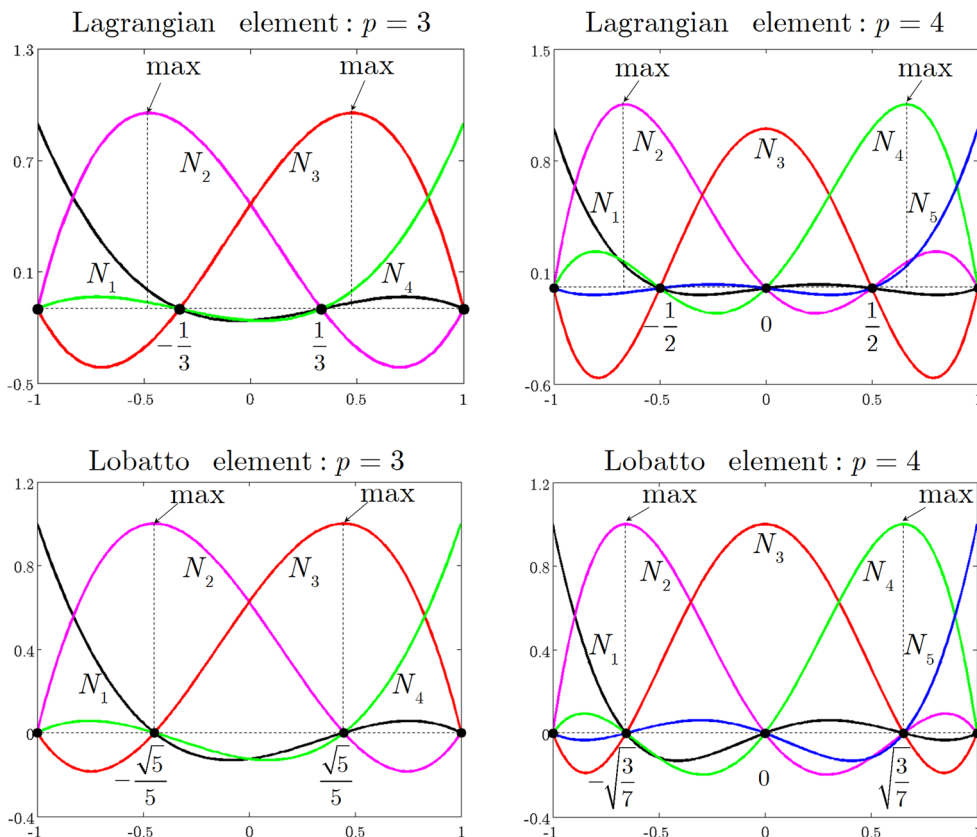 Lagrangian element : p = 3
1.3
max
max
0.7
N₂
N₃
0.1
N₁
N₄
-1/3
1/3
-0.5
-1 -0.5 0 0.5 1
Lagrangian element : p = 4
1.5
max
max
0.8
N₂
N₃
N₄
N₁
N₅
0.1
-1/2
0
1/2
-0.6
-1 -0.5 0 0.5 1
Lobatto element : p = 3
1.2
max
max
0.8
N₂
N₃
0.4
N₁
N₄
0
-√5/5
√5/5
-0.4
-1 -0.5 0 0.5 1
Lobatto element : p = 4
1.2
max
max
0.8
N₂
N₃
N₄
0.4
N₁
N₅
0
-√3/7
0
√3/7
-0.4
-1 -0.5 0 0.5 1